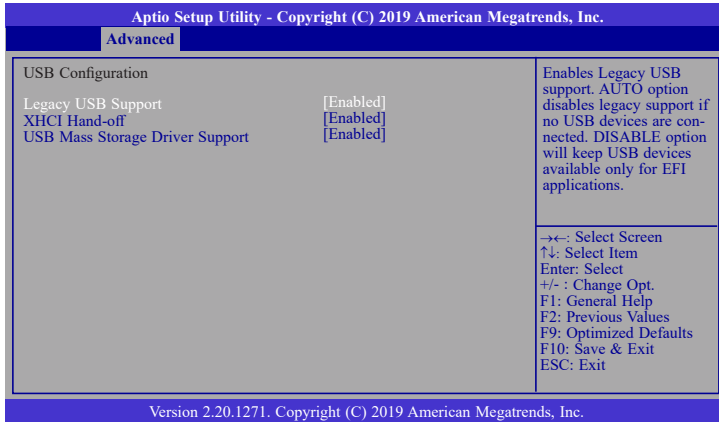 Aptio Setup Utility - Copyright (C) 2019 American Megatrends, Inc.
Advanced
USB Configuration
Legacy USB Support [Enabled]
XHCI Hand-off [Enabled]
USB Mass Storage Driver Support [Enabled]
Enables Legacy USB
support. AUTO option
disables legacy support if
no USB devices are con-
nected. DISABLE option
will keep USB devices
available only for EFI
applications.
→←: Select Screen
↑↓: Select Item
Enter: Select
+/- : Change Opt.
F1: General Help
F2: Previous Values
F9: Optimized Defaults
F10: Save & Exit
ESC: Exit
Version 2.20.1271. Copyright (C) 2019 American Megatrends, Inc.